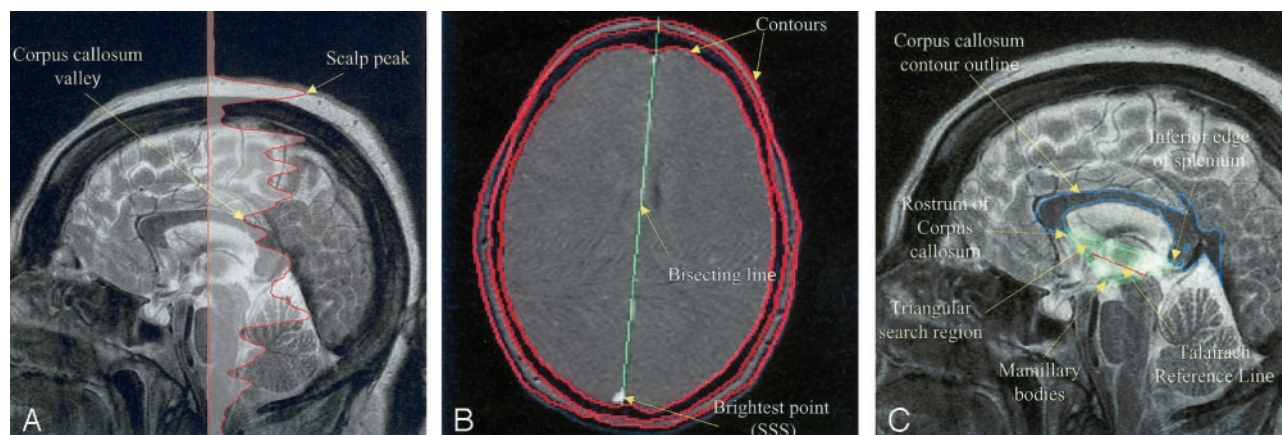 Corpus callosum
valley
Scalp peak
A
Contours
Bisecting line
Brightest point
(SSS)
B
Corpus callosum
contour outline
Inferior edge
of splenium
Rostrum of
Corpus
callosum
Triangular
search region
Mamillary
bodies
Talairach
Reference Line
C